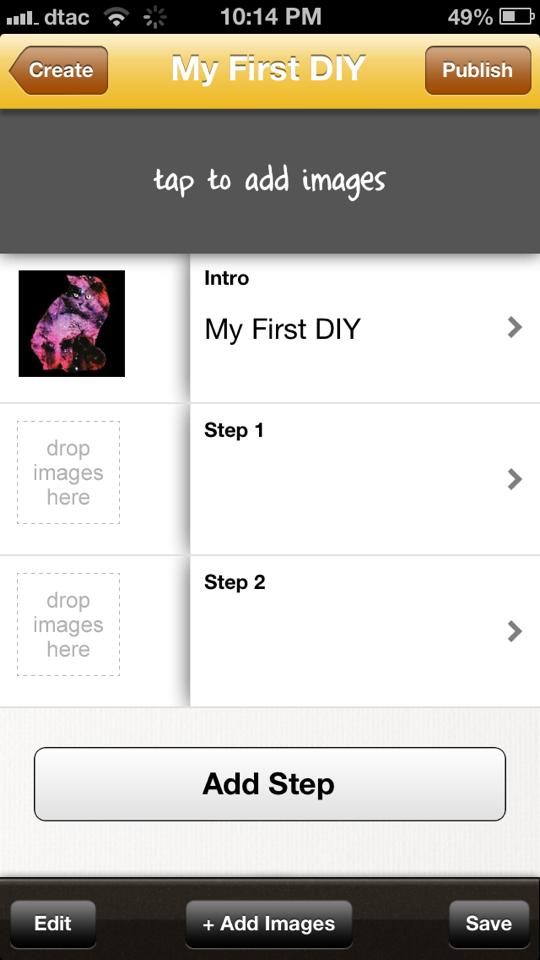 dtac 10:14 PM 49%
Create My First DIY Publish
tap to add images
Intro
My First DIY
Step 1
drop
images
here
Step 2
drop
images
here
Add Step
Edit + Add Images Save